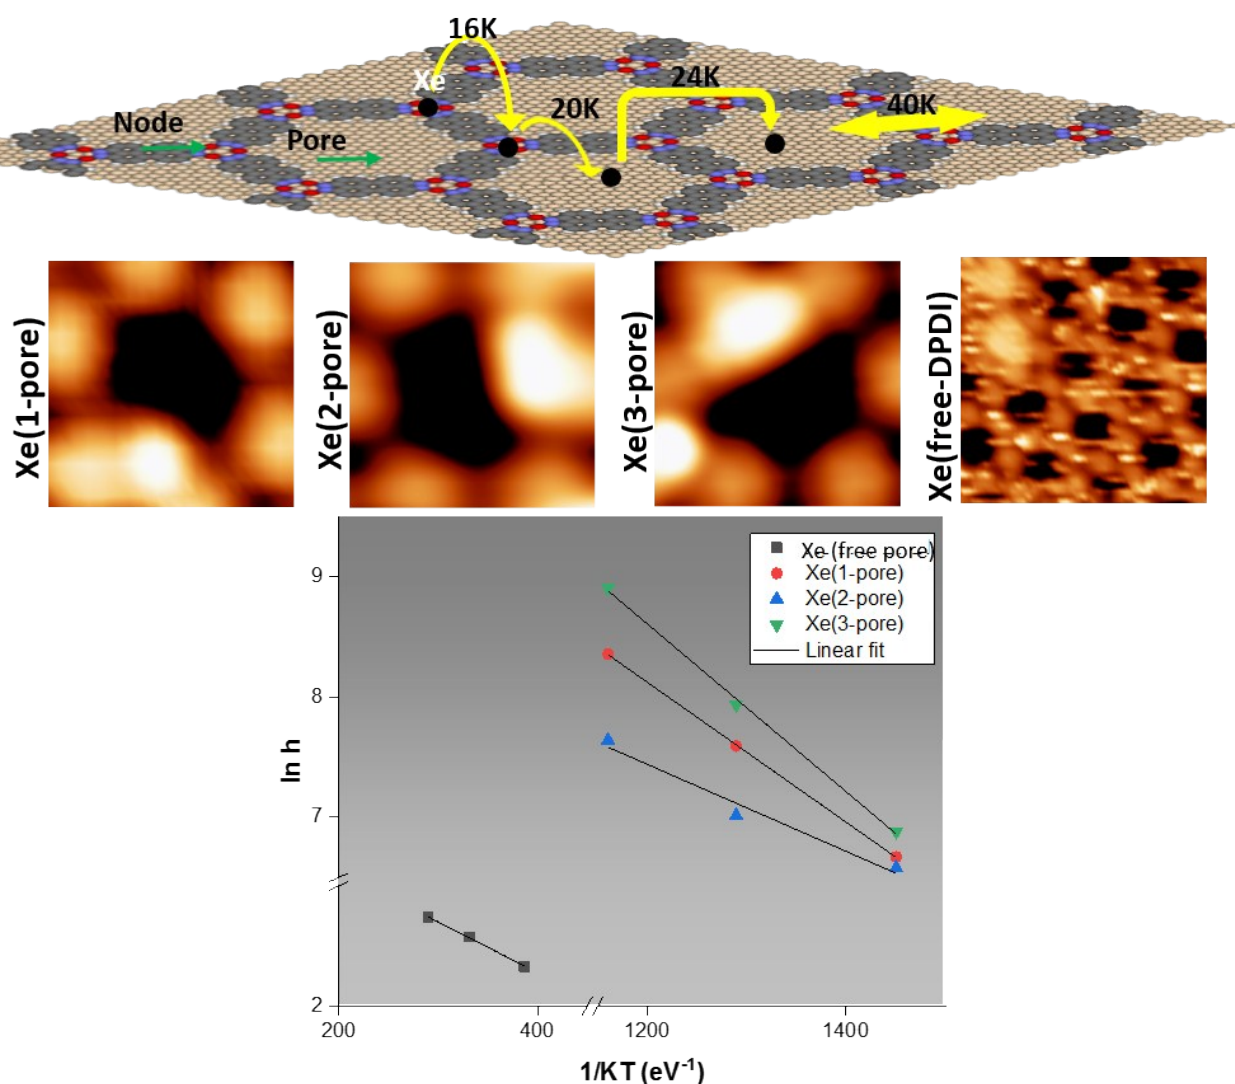 16K
Xe
24K
20K
40K
Node
Pore
Xe(1-pore)
Xe(2-pore)
Xe(3-pore)
Xe(free-DPDI)
Xe (free pore)
Xe(1-pore)
Xe(2-pore)
Xe(3-pore)
Linear fit
9
8
7
2
ln h
200
400
1200
1400
1/KT (eV⁻¹)